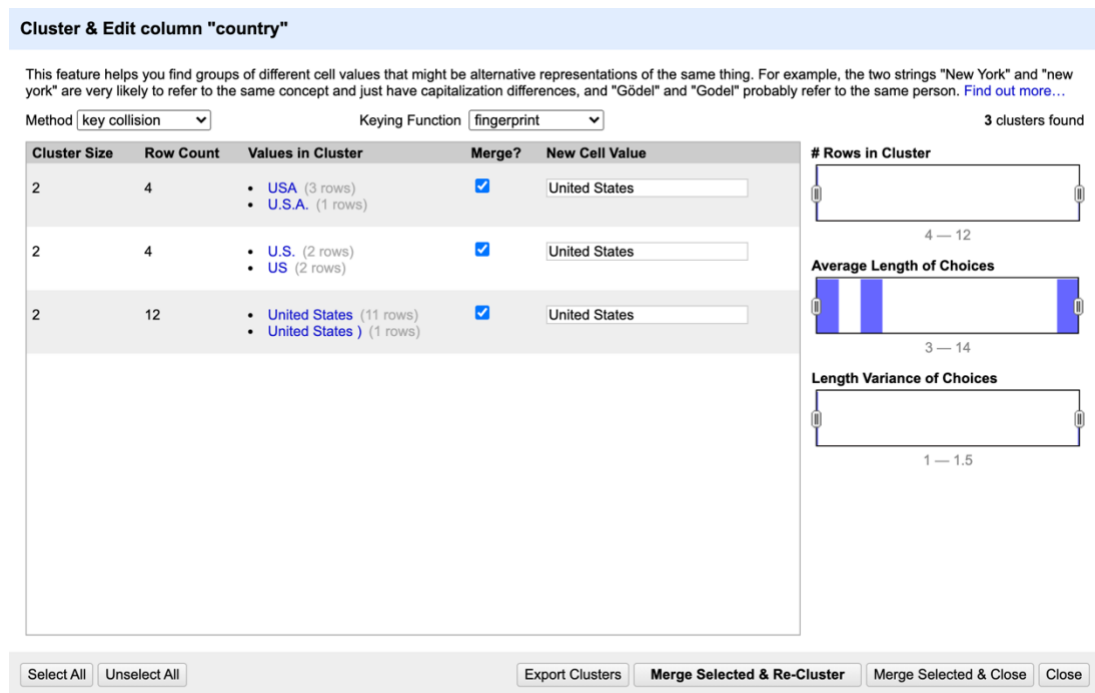 Cluster & Edit column "country"
This feature helps you find groups of different cell values that might be alternative representations of the same thing. For example, the two strings "New York" and "new
york" are very likely to refer to the same concept and just have capitalization differences, and "Gödel" and "Godel" probably refer to the same person. Find out more...
Method key collision Keying Function fingerprint 3 clusters found
Cluster Size Row Count Values in Cluster Merge? New Cell Value
2 4 • USA (3 rows) United States
• U.S.A. (1 rows)
2 4 • U.S. (2 rows) United States
• US (2 rows)
2 12 • United States (11 rows) United States
• United States ) (1 rows)
# Rows in Cluster
4 — 12
Average Length of Choices
3 — 14
Length Variance of Choices
1 — 1.5
Select All Unselect All Export Clusters Merge Selected & Re-Cluster Merge Selected & Close Close